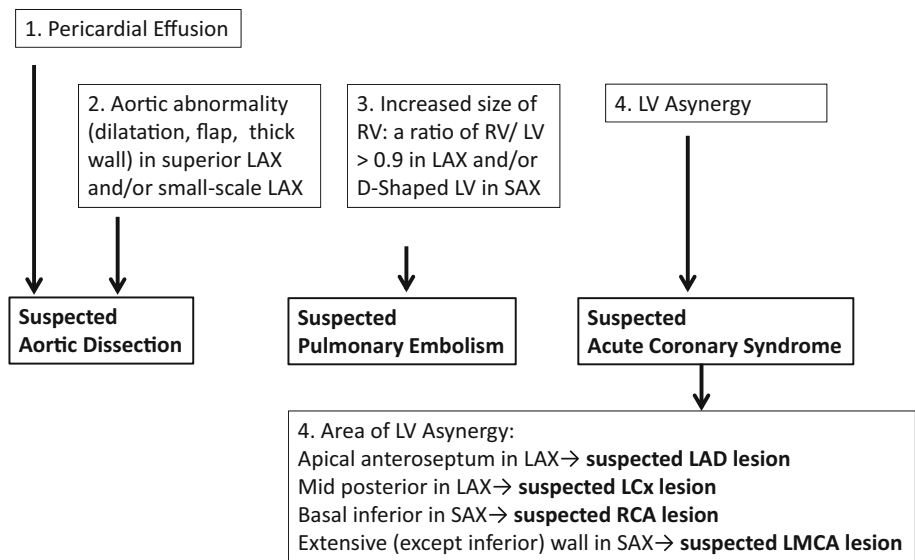 1. Pericardial Effusion
2. Aortic abnormality
(dilatation, flap, thick
wall) in superior LAX
and/or small-scale LAX
3. Increased size of
RV: a ratio of RV/ LV
> 0.9 in LAX and/or
D-Shaped LV in SAX
4. LV Asynergy
Suspected
Aortic Dissection
Suspected
Pulmonary Embolism
Suspected
Acute Coronary Syndrome
4. Area of LV Asynergy:
Apical anteroseptum in LAX→ suspected LAD lesion
Mid posterior in LAX→ suspected LCx lesion
Basal inferior in SAX→ suspected RCA lesion
Extensive (except inferior) wall in SAX→ suspected LMCA lesion